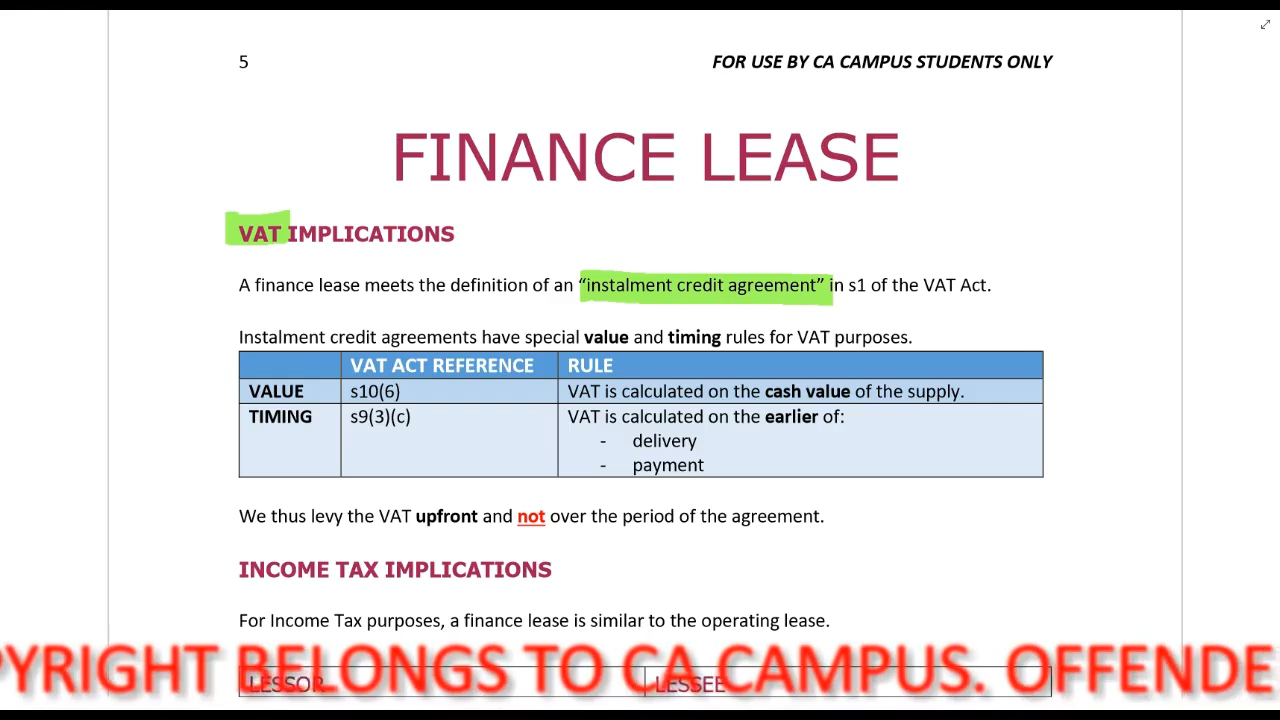 5 FOR USE BY CA CAMPUS STUDENTS ONLY
FINANCE LEASE
VAT IMPLICATIONS
A finance lease meets the definition of an “instalment credit agreement” in s1 of the VAT Act.
Instalment credit agreements have special value and timing rules for VAT purposes.
VAT ACT REFERENCE RULE
VALUE s10(6) VAT is calculated on the cash value of the supply.
TIMING s9(3)(c) VAT is calculated on the earlier of:
- delivery
- payment
We thus levy the VAT upfront and not over the period of the agreement.
INCOME TAX IMPLICATIONS
For Income Tax purposes, a finance lease is similar to the operating lease.
PYRIGHT BELONGS TO CA CAMPUS. OFFENDE
LESSOR LESSEE